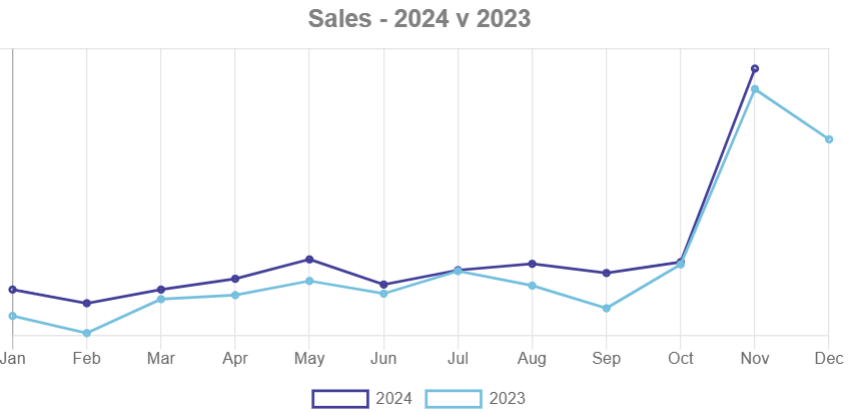 Sales - 2024 v 2023
Jan Feb Mar Apr May Jun Jul Aug Sep Oct Nov Dec
2024 2023